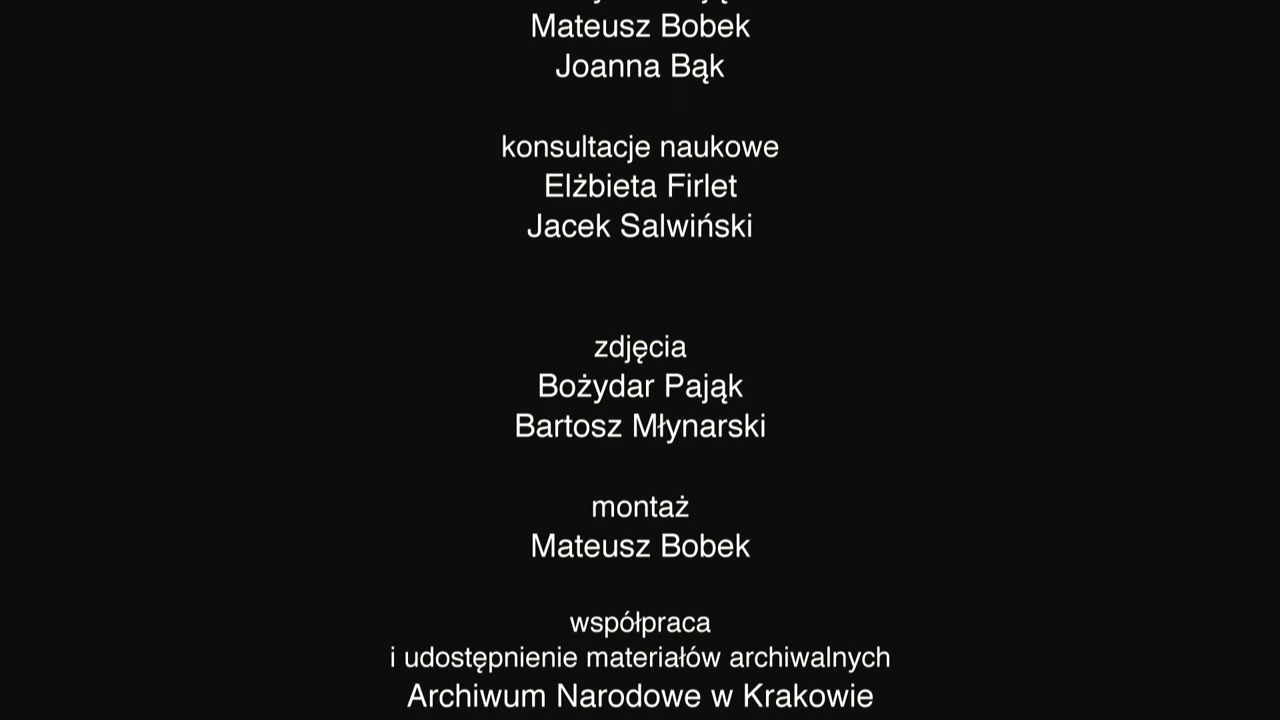 Mateusz Bobek
Joanna Bąk
konsultacje naukowe
Elżbieta Firlet
Jacek Salwiński
zdjęcia
Bożydar Pająk
Bartosz Młynarski
montaż
Mateusz Bobek
współpraca
i udostępnienie materiałów archiwalnych
Archiwum Narodowe w Krakowie